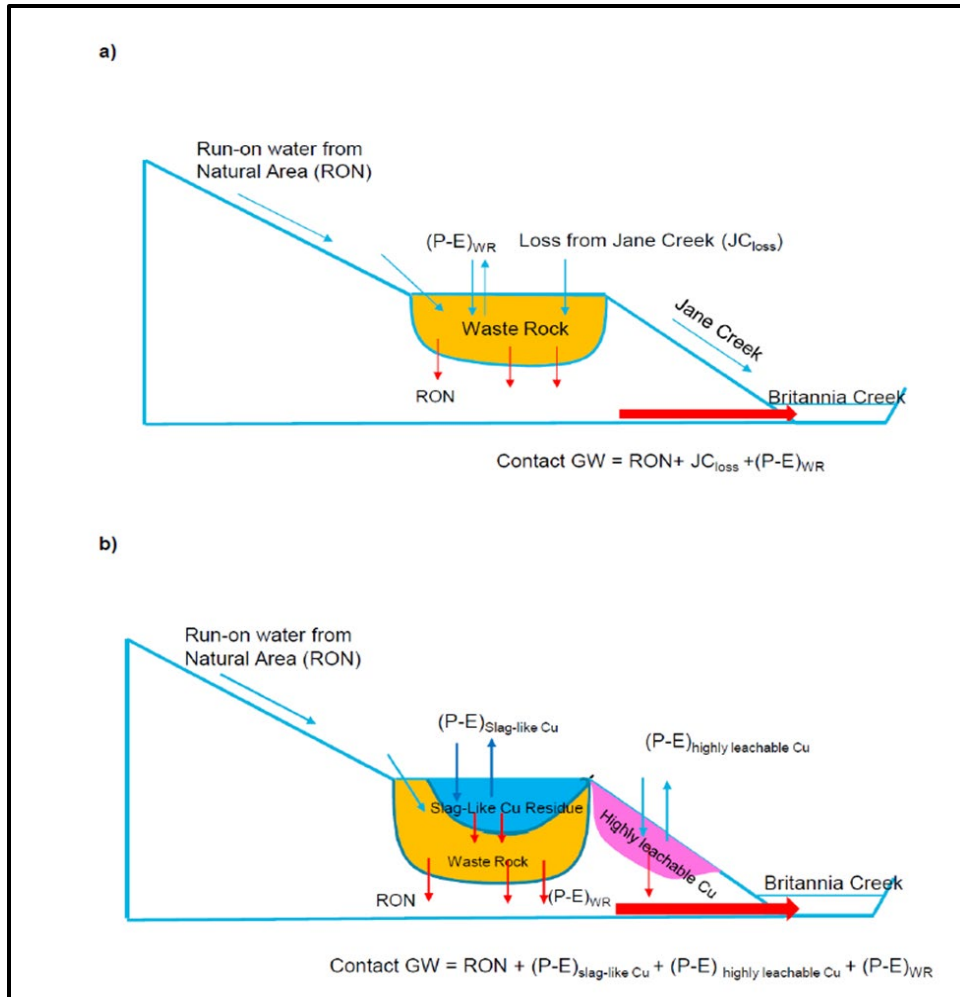 a)
Run-on water from
Natural Area (RON)
(P-E)WR
Loss from Jane Creek (JCloss)
Waste Rock
Jane Creek
RON
Britannia Creek
Contact GW = RON+ JCloss +(P-E)WR
b)
Run-on water from
Natural Area (RON)
(P-E)Slag-like Cu
(P-E)highly leachable Cu
Slag-Like Cu Residue
Highly leachable Cu
Waste Rock
Britannia Creek
RON
(P-E)WR
Contact GW = RON + (P-E)slag-like Cu + (P-E) highly leachable Cu + (P-E)WR